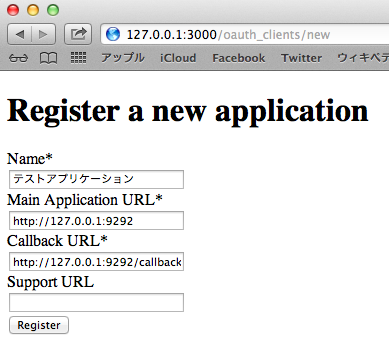 127.0.0.1:3000/oauth_clients/new
アップル iCloud Facebook Twitter ウィキペデ
Register a new application
Name*
テストアプリケーション
Main Application URL*
http://127.0.0.1:9292
Callback URL*
http://127.0.0.1:9292/callback
Support URL
Register